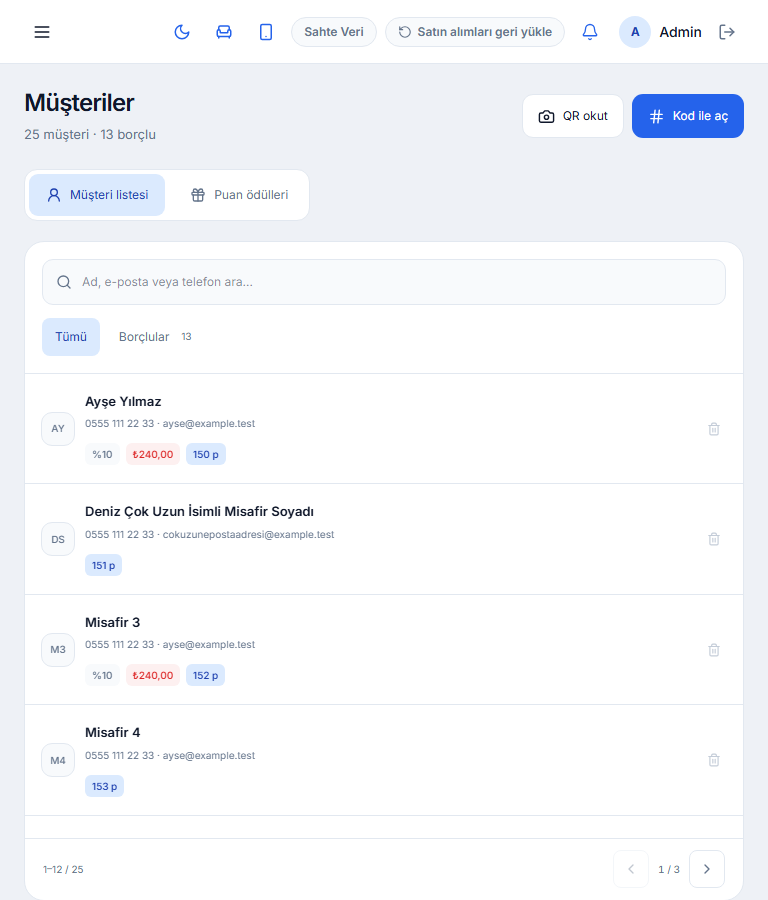 Sahte Veri
Satın alımları geri yükle
A
Admin
Müşteriler
25 müşteri · 13 borçlu
QR okut
Kod ile aç
Müşteri listesi
Puan ödülleri
Ad, e-posta veya telefon ara...
Tümü
Borçlular 13
AY
Ayşe Yılmaz
0555 111 22 33 · ayse@example.test
%10 ₺240,00 150 p
DS
Deniz Çok Uzun İsimli Misafir Soyadı
0555 111 22 33 · cokuzunepostaadresi@example.test
151 p
M3
Misafir 3
0555 111 22 33 · ayse@example.test
%10 ₺240,00 152 p
M4
Misafir 4
0555 111 22 33 · ayse@example.test
153 p
1–12 / 25
1 / 3